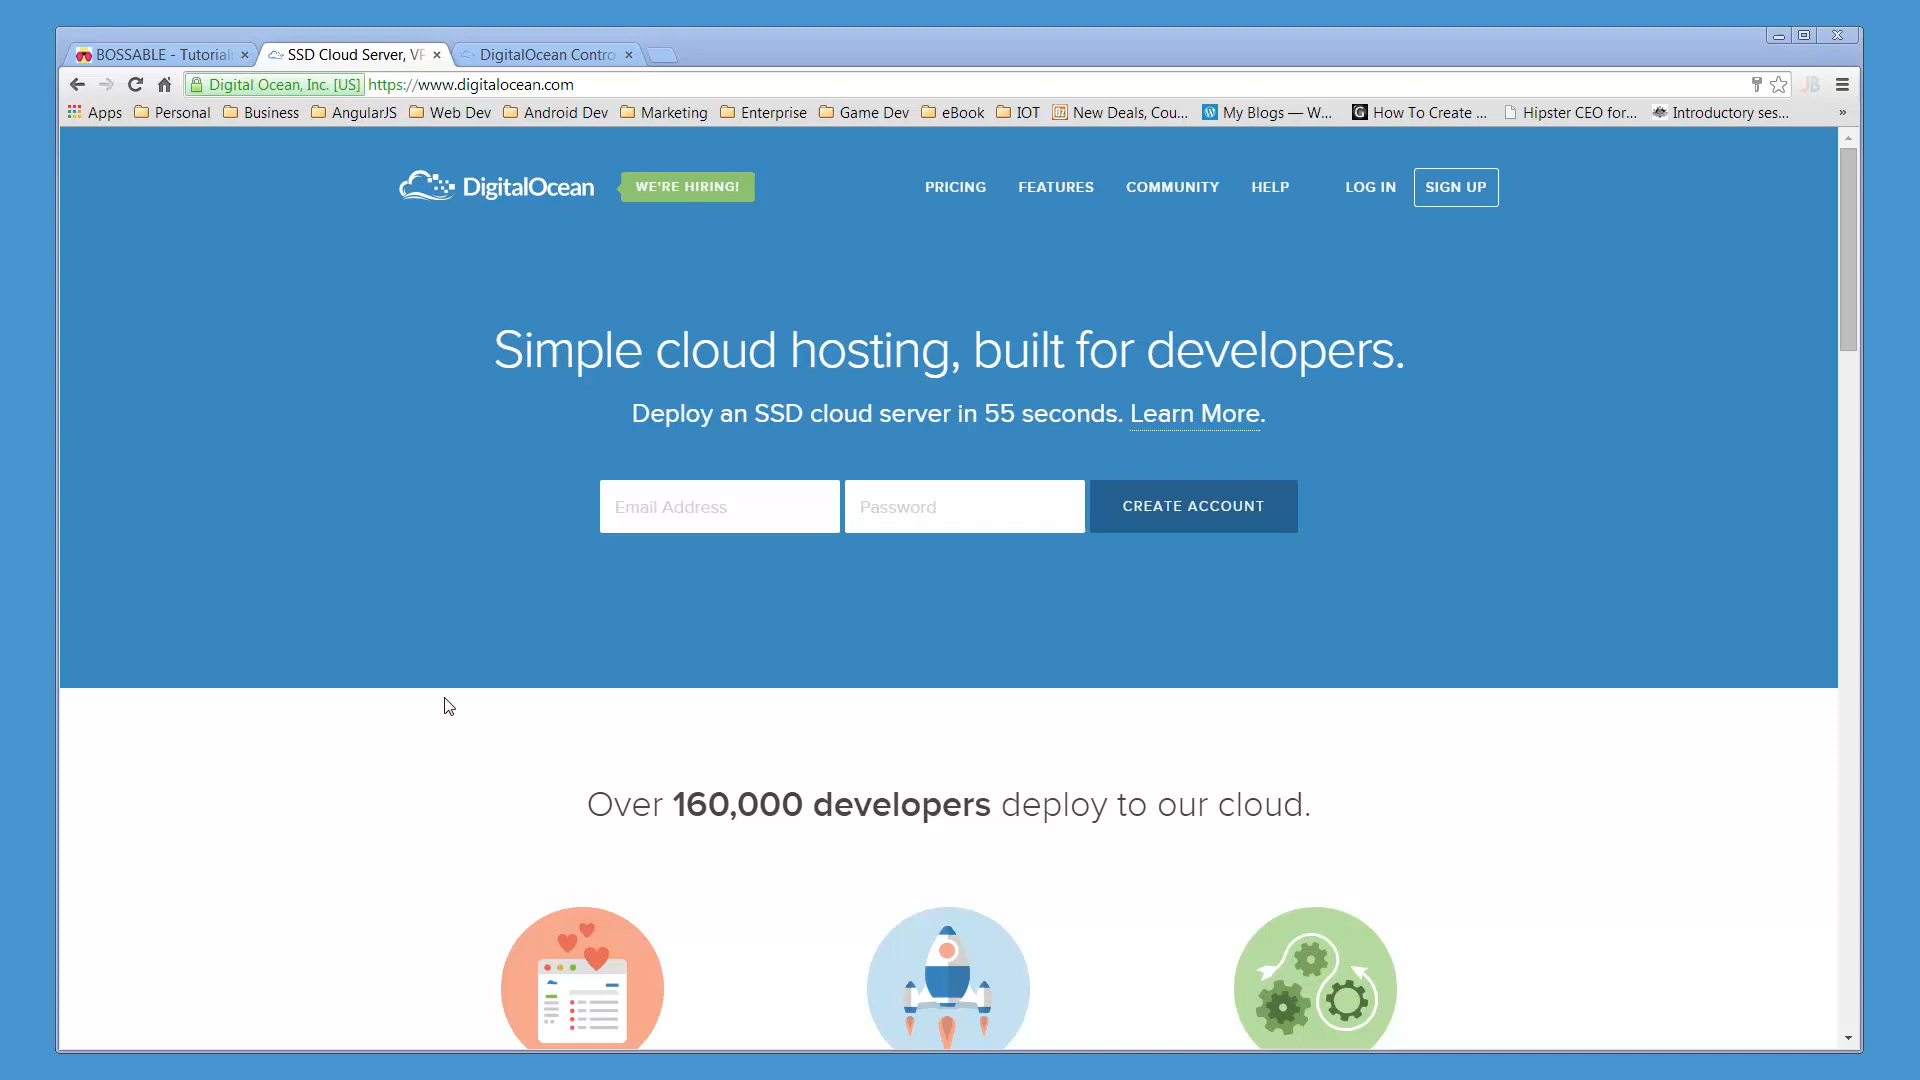 BOSSABLE - Tutorial
SSD Cloud Server, VP
DigitalOcean Contro
Digital Ocean, Inc. [US]
https://www.digitalocean.com
Apps
Personal
Business
AngularJS
Web Dev
Android Dev
Marketing
Enterprise
Game Dev
eBook
IOT
New Deals, Cou...
My Blogs — W...
How To Create ...
Hipster CEO for...
Introductory ses...
»
DigitalOcean
WE'RE HIRING!
PRICING
FEATURES
COMMUNITY
HELP
LOG IN
SIGN UP
Simple cloud hosting, built for developers.
Deploy an SSD cloud server in 55 seconds. Learn More.
Email Address
Password
CREATE ACCOUNT
Over 160,000 developers deploy to our cloud.